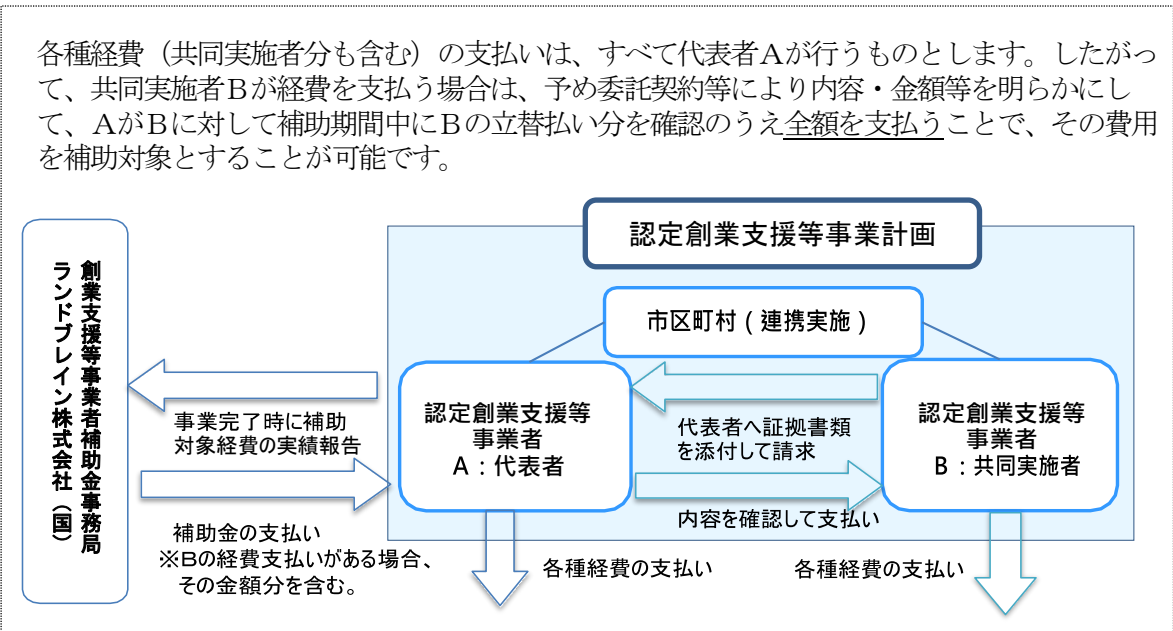 各種経費（共同実施者分も含む）の支払いは、すべて代表者Ａが行うものとします。したがっ
て、共同実施者Ｂが経費を支払う場合は、予め委託契約等により内容・金額等を明らかにし
て、ＡがＢに対して補助期間中にＢの立替払い分を確認のうえ全額を支払うことで、その費用
を補助対象とすることが可能です。
認定創業支援等事業計画
市区町村（連携実施）
創業支援等事業者補助金事務局
ランドブレイン株式会社（国）
事業完了時に補助
対象経費の実績報告
認定創業支援等
事業者
Ａ：代表者
代表者へ証拠書類
を添付して請求
認定創業支援等
事業者
Ｂ：共同実施者
補助金の支払い
※Ｂの経費支払いがある場合、
その金額分を含む。
内容を確認して支払い
各種経費の支払い
各種経費の支払い